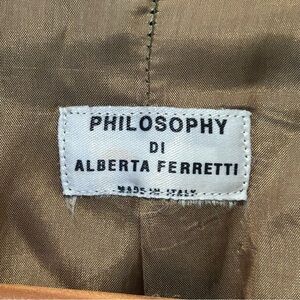 PHILOSOPHY
DI
ALBERTA FERRETTI
MADE IN ITALY